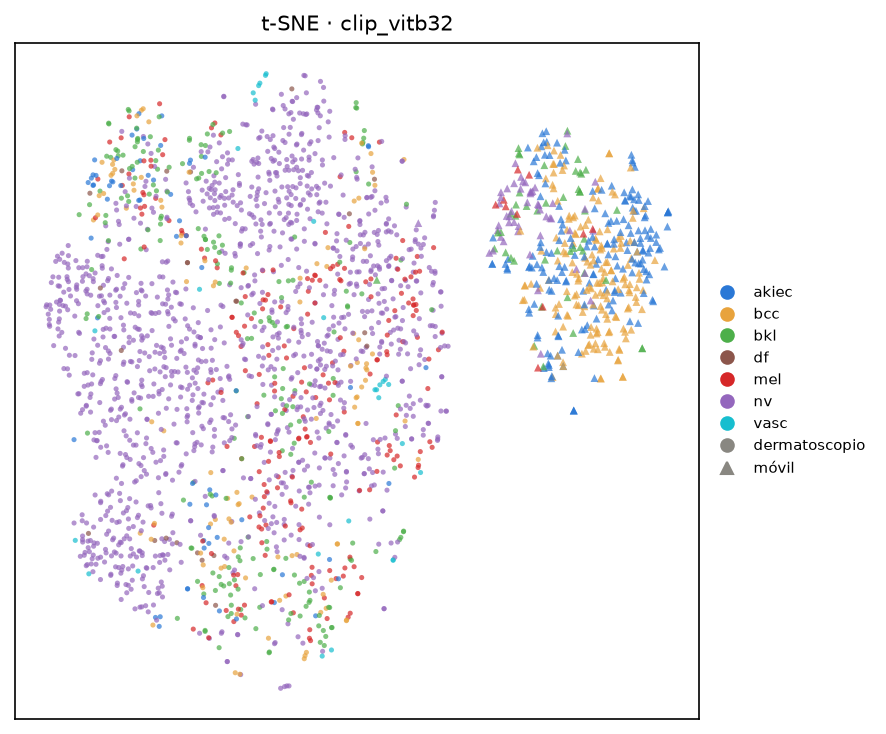 t-SNE · clip_vitb32
akiec
bcc
bkl
df
mel
nv
vasc
dermatoscopio
móvil